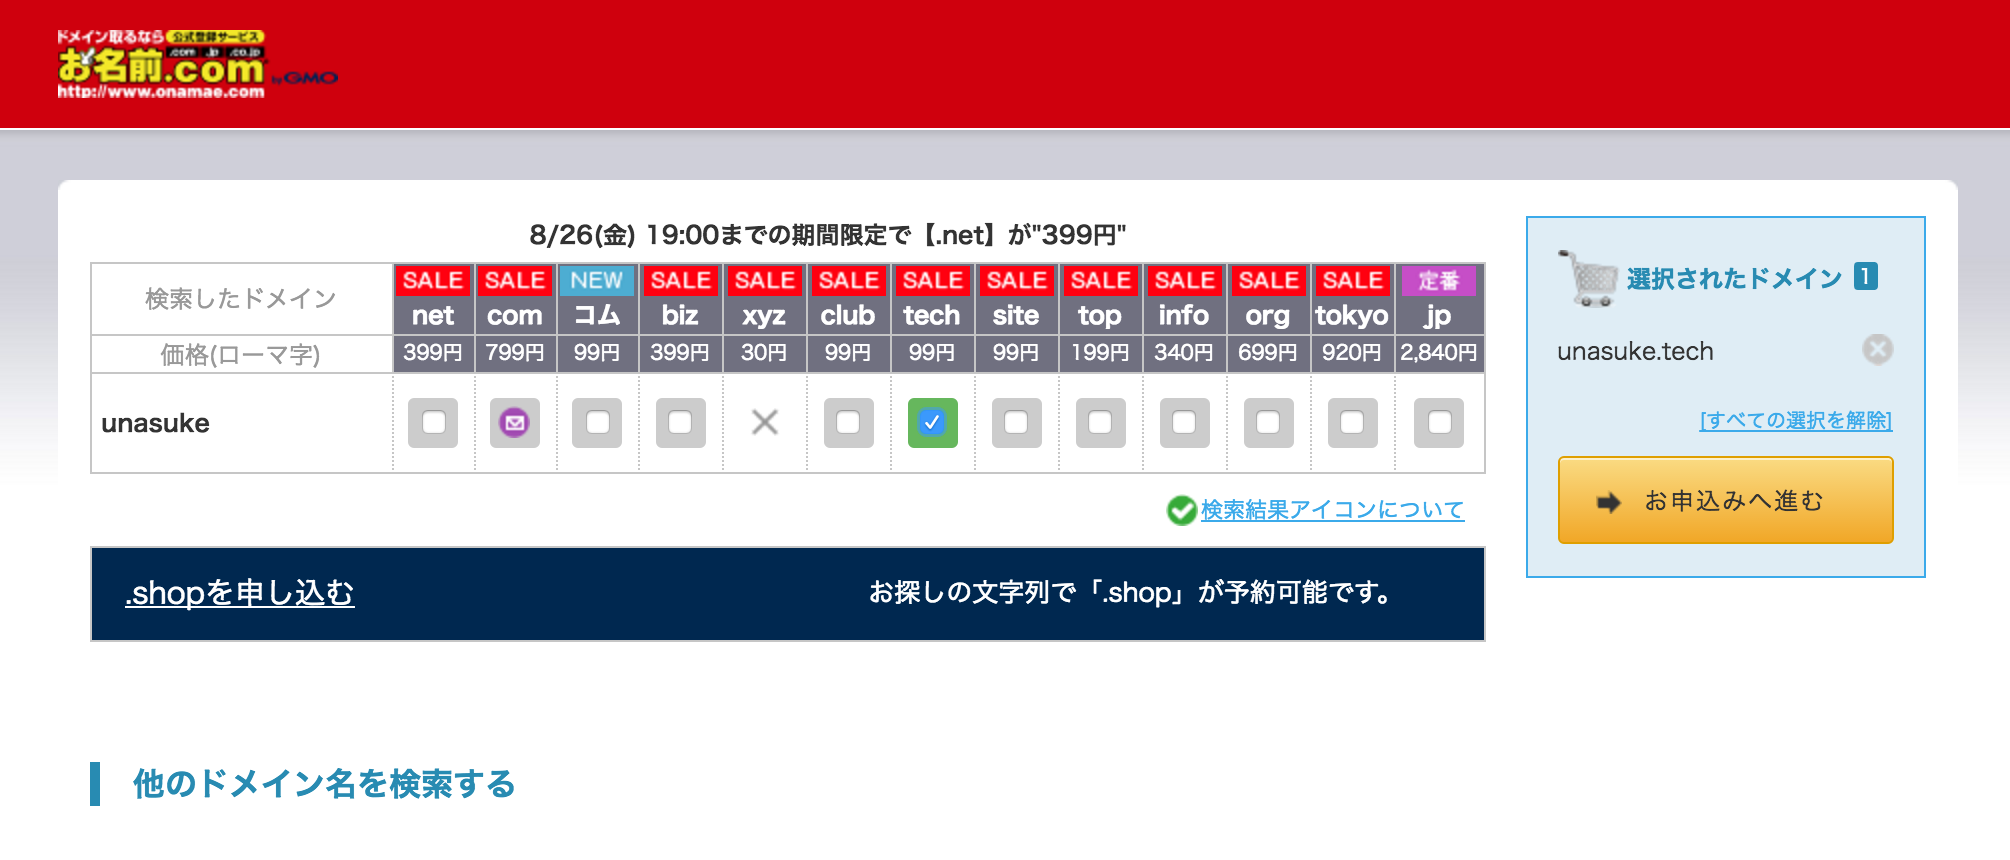 ドメイン取るなら 公式登録サービス
.com .jp .co.jp
お名前.com by GMO
http://www.onamae.com
8/26(金) 19:00までの期間限定で【.net】が"399円"
検索したドメイン SALE SALE NEW SALE SALE SALE SALE SALE SALE SALE SALE SALE 定番
net com コム biz xyz club tech site top info org tokyo jp
価格(ローマ字) 399円 799円 99円 399円 30円 99円 99円 99円 199円 340円 699円 920円 2,840円
unasuke
検索結果アイコンについて
.shopを申し込む お探しの文字列で「.shop」が予約可能です。
選択されたドメイン 1
unasuke.tech
[すべての選択を解除]
お申込みへ進む
他のドメイン名を検索する